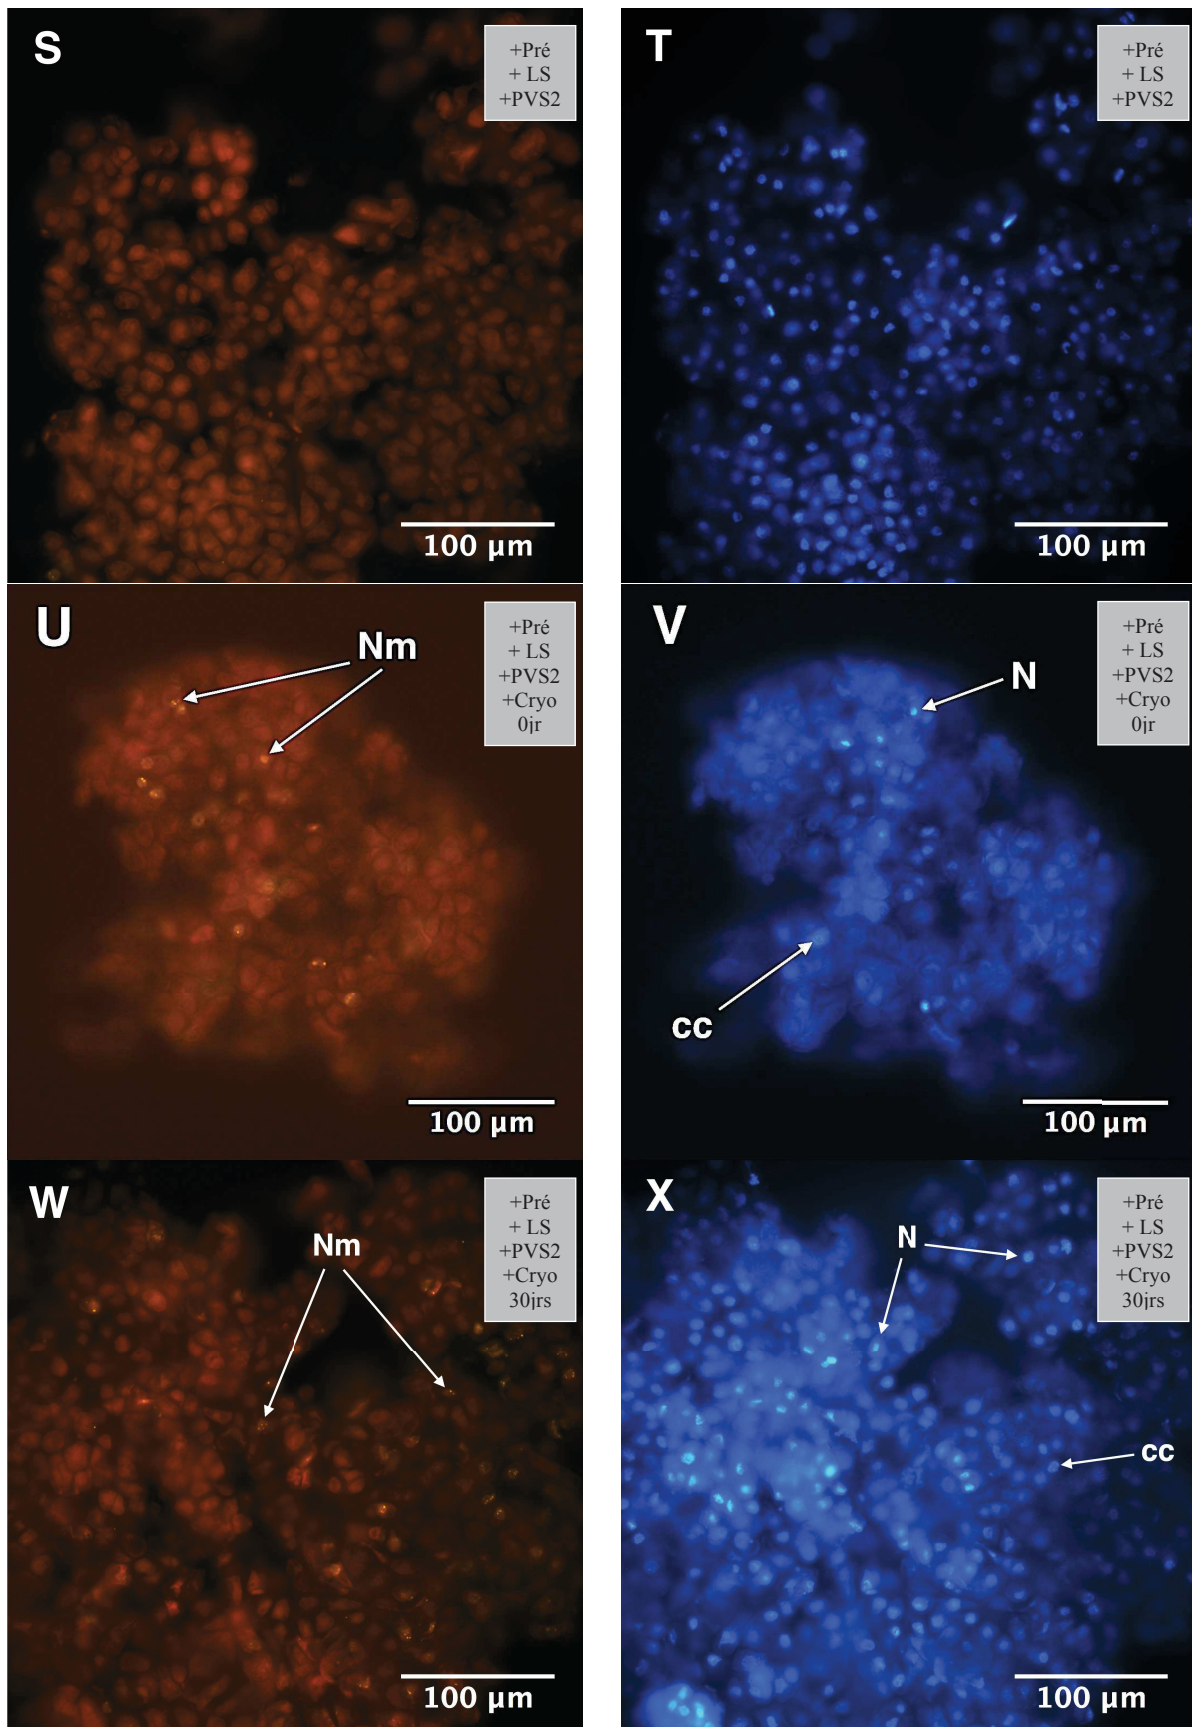 S
+Pré
+ LS
+PVS2
100 µm
T
+Pré
+ LS
+PVS2
100 µm
U
Nm
+Pré
+ LS
+PVS2
+Cryo
0jr
100 µm
V
N
cc
+Pré
+ LS
+PVS2
+Cryo
0jr
100 µm
W
Nm
+Pré
+ LS
+PVS2
+Cryo
30jrs
100 µm
X
N
cc
+Pré
+ LS
+PVS2
+Cryo
30jrs
100 µm